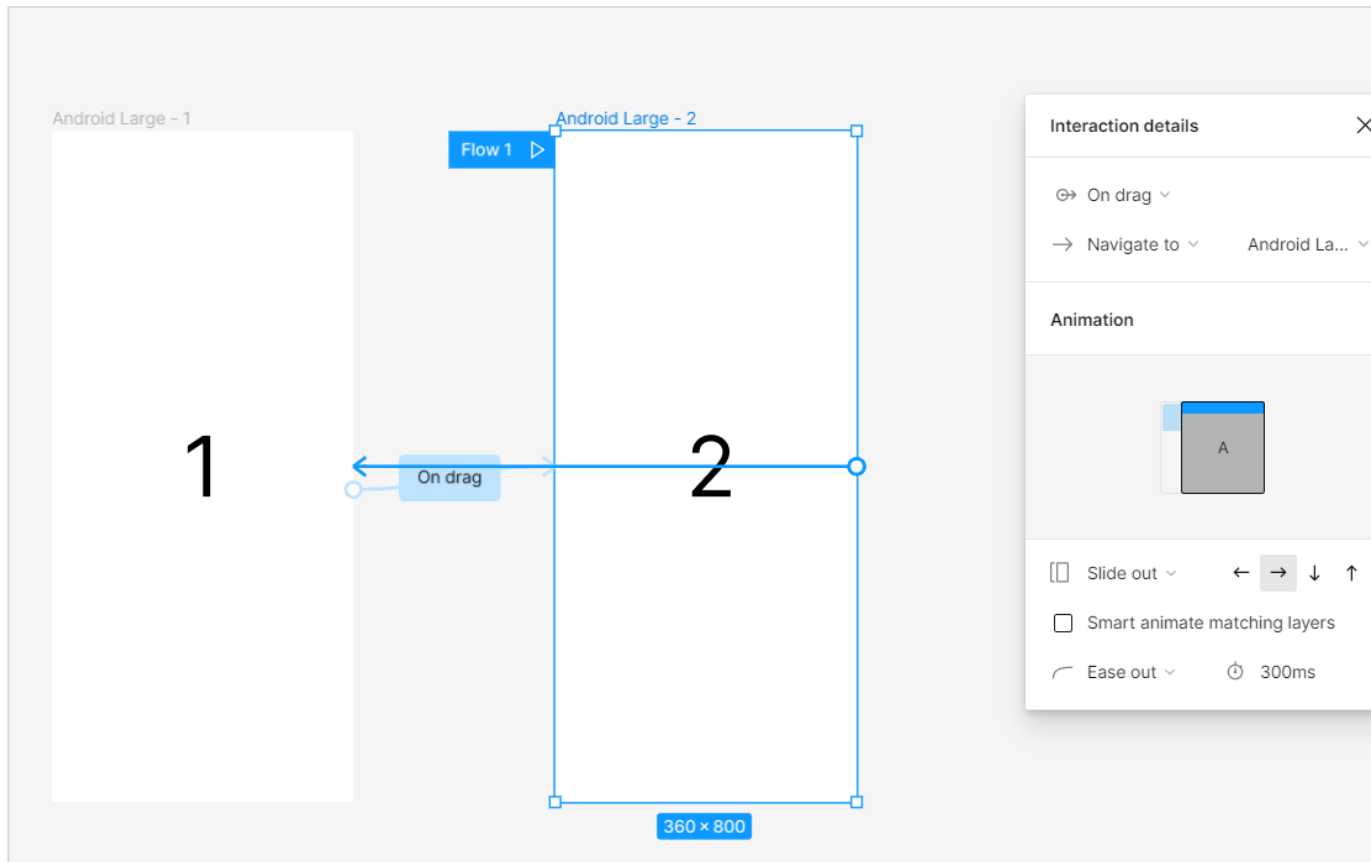 Android Large - 1
Android Large - 2
Flow 1
1
On drag
2
360 × 800
Interaction details
On drag
Navigate to
Android La...
Animation
A
Slide out
Smart animate matching layers
Ease out
300ms